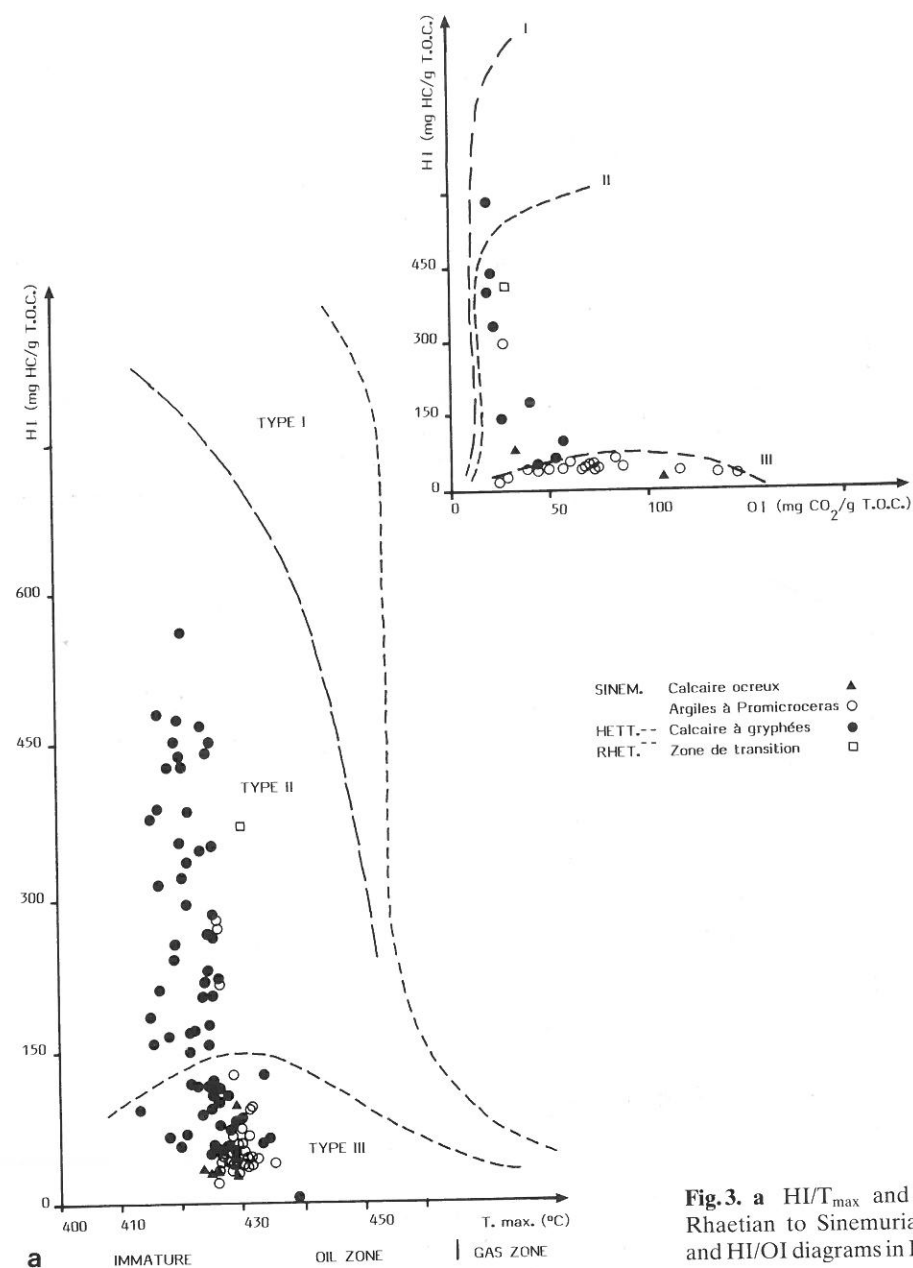 I
HI (mg HC/g T.O.C.)
II
450
300
150
III
0
0
50
100
OI (mg CO₂/g T.O.C.)
HI (mg HC/g T.O.C.)
TYPE I
600
SINEM. Calcaire ocreux
Argiles à Promicroceras
HETT.-- Calcaire à gryphées
RHET.-- Zone de transition
450
TYPE II
300
150
TYPE III
0
400
410
430
450
T. max. (°C)
a
IMMATURE
OIL ZONE
GAS ZONE
Fig. 3. a HI/Tmax and
Rhaetian to Sinemuria
and HI/OI diagrams in